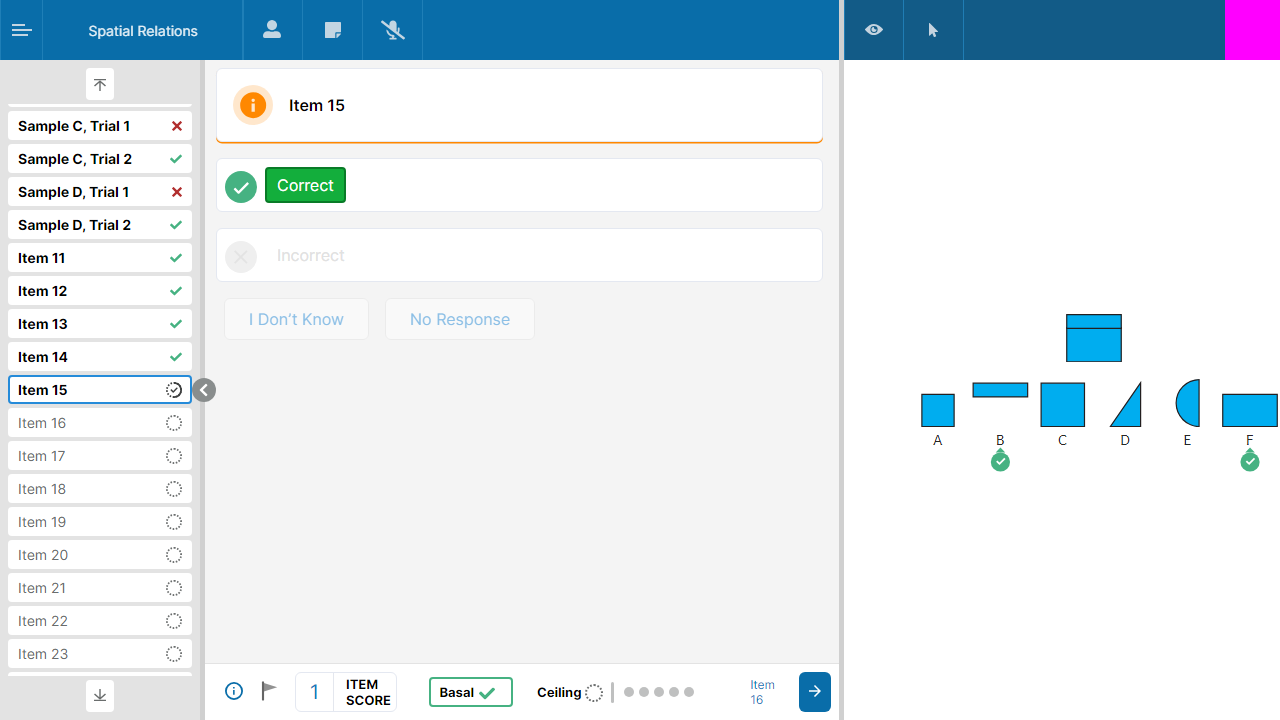 Spatial Relations
Sample C, Trial 1
Sample C, Trial 2
Sample D, Trial 1
Sample D, Trial 2
Item 11
Item 12
Item 13
Item 14
Item 15
Item 16
Item 17
Item 18
Item 19
Item 20
Item 21
Item 22
Item 23
Item 15
Correct
Incorrect
I Don't Know
No Response
1
ITEM
SCORE
Basal
Ceiling
Item
16
A B C D E F